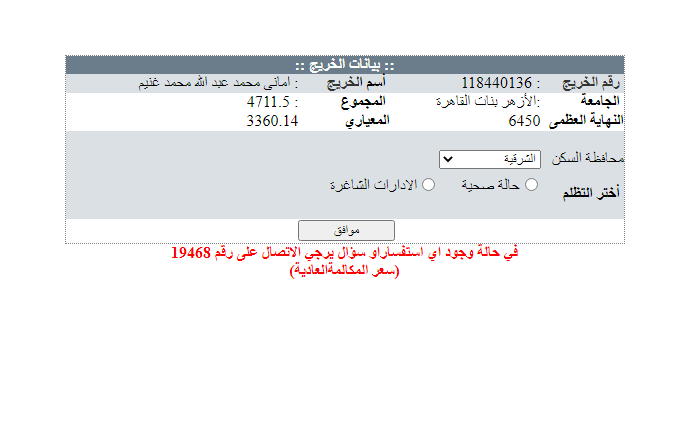 :: بيانات الخريج ::
رقم الخريج : 118440136 أسم الخريج : امانى محمد عبد الله محمد غنيم
الجامعة :الأزهر بنات القاهرة المجموع : 4711.5
النهاية العظمى 6450 المعياري 3360.14
محافظة السكن الشرقية
أختر التظلم حالة صحية الادارات الشاغرة
موافق
في حالة وجود اي استفساراو سؤال يرجي الاتصال على رقم 19468
(سعر المكالمةالعادية)